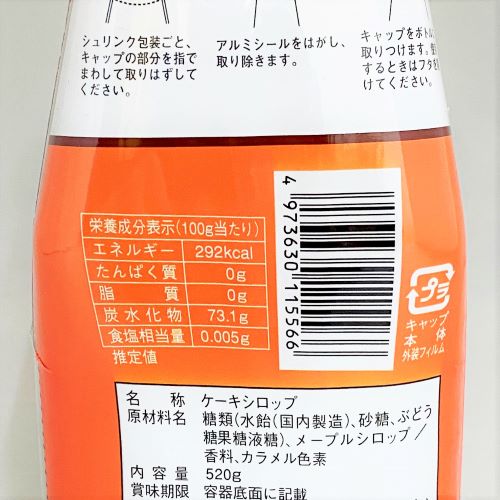 シュリンク包装ごと、
キャップの部分を指で
まわして取りはずして
ください。
アルミシールをはがし、
取り除きます。
キャップをボトル
取りつけます。
するときはフタを
けてください。
栄養成分表示(100g当たり)
エネルギー 292kcal
たんぱく質 0g
脂質 0g
炭水化物 73.1g
食塩相当量 0.005g
推定値
4 973630 115566
プラ
キャップ
本体
外装フィルム
名称 ケーキシロップ
原材料名 糖類(水飴(国内製造)、砂糖、ぶどう
糖果糖液糖)、メープルシロップ/
香料、カラメル色素
内容量 520g
賞味期限 容器底面に記載